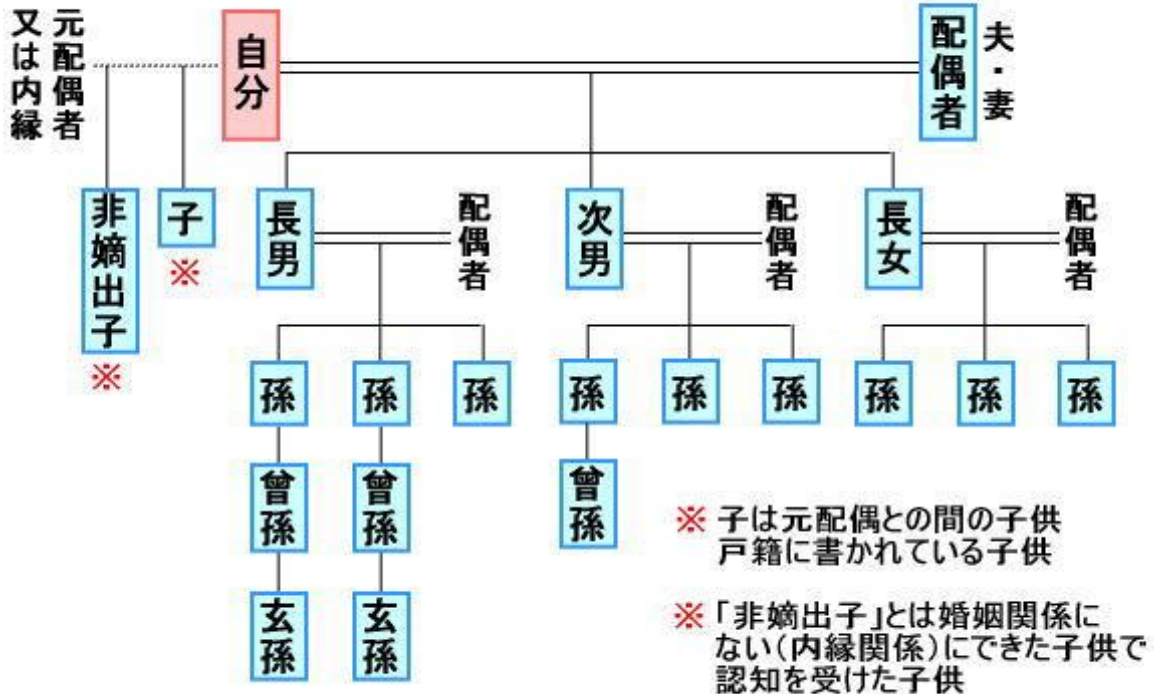 元配偶者
又は内縁
自分
配偶者
夫・妻
非嫡出子
※
子
※
長男
配偶者
次男
配偶者
長女
配偶者
孫
孫
孫
孫
孫
孫
孫
孫
孫
曾孫
曾孫
曾孫
玄孫
玄孫
※ 子は元配偶との間の子供
戸籍に書かれている子供
※「非嫡出子」とは婚姻関係に
ない(内縁関係)にできた子供で
認知を受けた子供